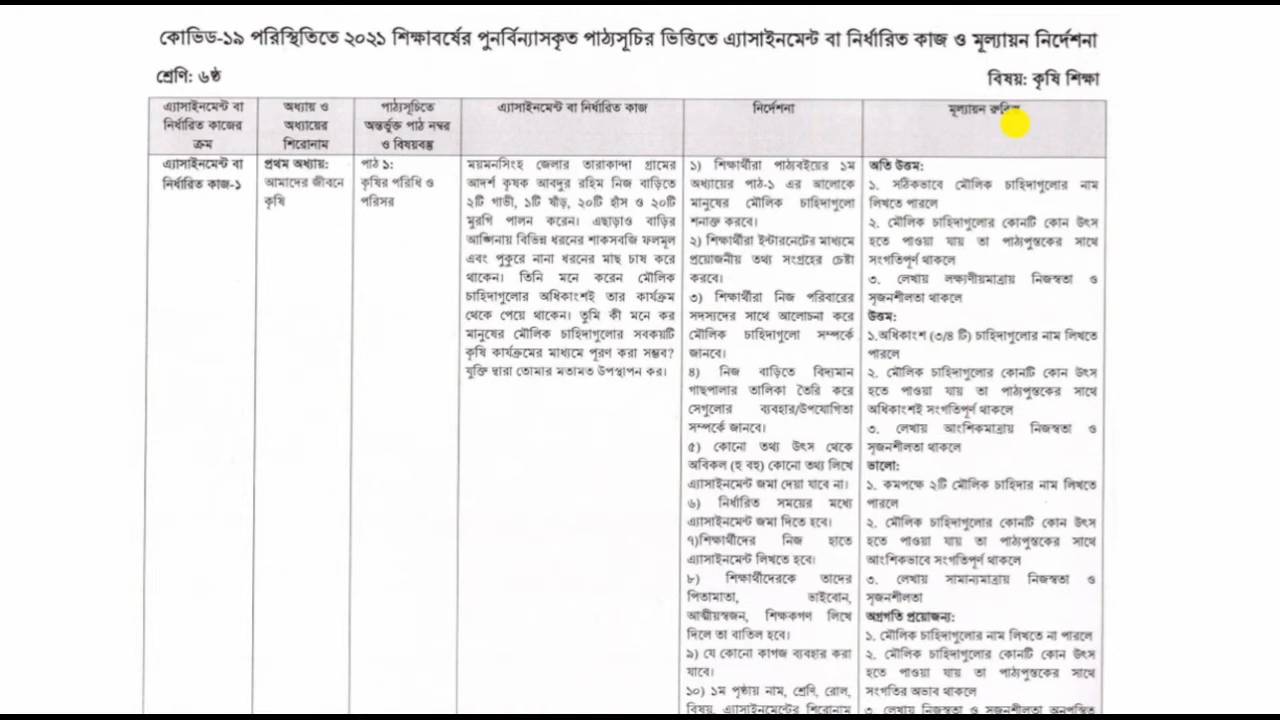 কোভিড-১৯ পরিস্থিতিতে ২০২১ শিক্ষাবর্ষের পুনর্বিন্যাসকৃত পাঠ্যসূচির ভিত্তিতে এ্যাসাইনমেন্ট বা নির্ধারিত কাজ ও মূল্যায়ন নির্দেশনা
শ্রেণি: ৬ষ্ঠ
বিষয়: কৃষি শিক্ষা
এ্যাসাইনমেন্ট বা
নির্ধারিত কাজের
ক্রম
অধ্যায় ও
অধ্যায়ের
শিরোনাম
পাঠ্যসূচিতে
অন্তর্ভুক্ত পাঠ নম্বর
ও বিষয়বস্তু
এ্যাসাইনমেন্ট বা নির্ধারিত কাজ
নির্দেশনা
মূল্যায়ন
এ্যাসাইনমেন্ট বা
নির্ধারিত কাজ-১
প্রথম অধ্যায়:
আমাদের জীবনে
কৃষি
পাঠ ১:
কৃষির পরিধি ও
পরিসর
ময়মনসিংহ জেলার তারাকান্দা গ্রামের
আদর্শ কৃষক আবদুর রহিম নিজ বাড়িতে
২টি গাভী, ১টি ষাঁড়, ২০টি হাঁস ও ২০টি
মুরগি পালন করেন। এছাড়াও বাড়ির
আঙ্গিনায় বিভিন্ন ধরনের শাকসবজি ফলমূল
এবং পুকুরে নানা ধরনের মাছ চাষ করে
থাকেন। তিনি মনে করেন মৌলিক
চাহিদাগুলোর অধিকাংশই তার কার্যক্রম
থেকে পেয়ে থাকেন। তুমি কী মনে কর
মানুষের মৌলিক চাহিদাগুলোর সবকয়টি
কৃষি কার্যক্রমের মাধ্যমে পূরণ করা সম্ভব?
যুক্তি দ্বারা তোমার মতামত উপস্থাপন কর।
১) শিক্ষার্থীরা পাঠ্যবইয়ের ১ম
অধ্যায়ের পাঠ-১ এর আলোকে
মানুষের মৌলিক চাহিদাগুলো
শনাক্ত করবে।
২) শিক্ষার্থীরা ইন্টারনেটের মাধ্যমে
প্রয়োজনীয় তথ্য সংগ্রহের চেষ্টা
করবে।
৩) শিক্ষার্থীরা নিজ পরিবারের
সদস্যদের সাথে আলোচনা করে
মৌলিক চাহিদাগুলো সম্পর্কে
জানবে।
৪) নিজ বাড়িতে বিদ্যমান
গাছপালার তালিকা তৈরি করে
সেগুলোর ব্যবহার/উপযোগিতা
সম্পর্কে জানবে।
৫) কোনো তথ্য উৎস থেকে
অবিকল (হু বহু) কোনো তথ্য লিখে
এ্যাসাইনমেন্ট জমা দেয়া যাবে না।
৬) নির্ধারিত সময়ের মধ্যে
এ্যাসাইনমেন্ট জমা দিতে হবে।
৭)শিক্ষার্থীদের নিজ হাতে
এ্যাসাইনমেন্ট লিখতে হবে।
৮) শিক্ষার্থীদেরকে তাদের
পিতামাতা, ভাইবোন,
আত্মীয়স্বজন, শিক্ষকগণ লিখে
দিলে তা বাতিল হবে।
৯) যে কোনো কাগজ ব্যবহার করা
যাবে।
১০) ১ম পৃষ্ঠায় নাম, শ্রেণি, রোল,
বিষয়, এ্যাসাইনমেন্টের শিরোনাম
অতি উত্তম:
১. সঠিকভাবে মৌলিক চাহিদাগুলোর নাম
লিখতে পারলে
২. মৌলিক চাহিদাগুলোর কোনটি কোন উৎস
হতে পাওয়া যায় তা পাঠ্যপুস্তকের সাথে
সংগতিপূর্ণ থাকলে
৩. লেখায় লক্ষ্যণীয়মাত্রায় নিজস্বতা ও
সৃজনশীলতা থাকলে
উত্তম:
১.অধিকাংশ (৩/৪ টি) চাহিদাগুলোর নাম লিখতে
পারলে
২. মৌলিক চাহিদাগুলোর কোনটি কোন উৎস
হতে পাওয়া যায় তা পাঠ্যপুস্তকের সাথে
অধিকাংশই সংগতিপূর্ণ থাকলে
৩. লেখায় আংশিকমাত্রায় নিজস্বতা ও
সৃজনশীলতা থাকলে
ভালো:
১. কমপক্ষে ২টি মৌলিক চাহিদার নাম লিখতে
পারলে
২. মৌলিক চাহিদাগুলোর কোনটি কোন উৎস
হতে পাওয়া যায় তা পাঠ্যপুস্তকের সাথে
আংশিকভাবে সংগতিপূর্ণ থাকলে
৩. লেখায় সামান্যমাত্রায় নিজস্বতা ও
সৃজনশীলতা
অগ্রগতি প্রয়োজন:
১. মৌলিক চাহিদাগুলোর নাম লিখতে না পারলে
২. মৌলিক চাহিদাগুলোর কোনটি কোন উৎস
হতে পাওয়া যায় তা পাঠ্যপুস্তকের সাথে
সংগতির অভাব থাকলে
৩. লেখায় নিজস্বতা ও সৃজনশীলতা অনুপস্থিত